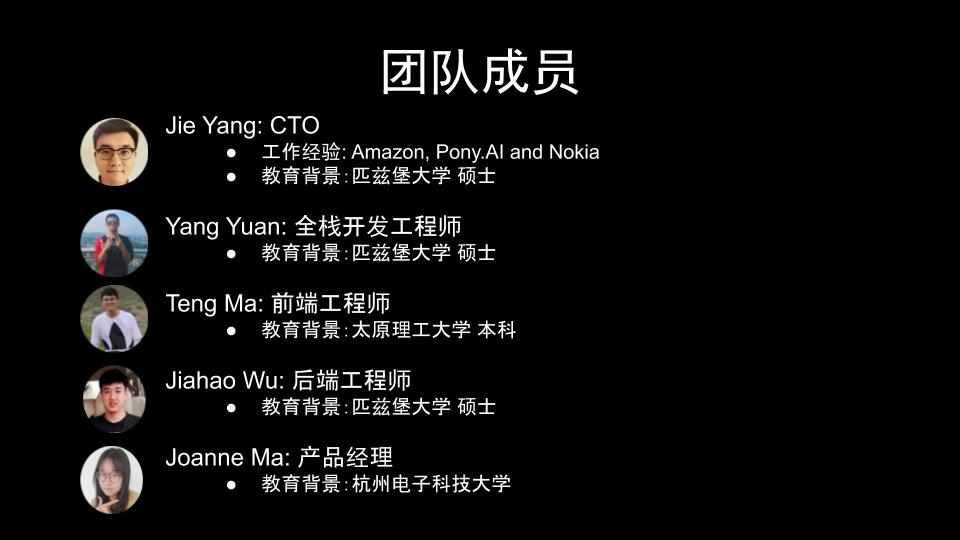 团队成员
Jie Yang: CTO
● 工作经验: Amazon, Pony.AI and Nokia
● 教育背景:匹兹堡大学 硕士
Yang Yuan: 全栈开发工程师
● 教育背景:匹兹堡大学 硕士
Teng Ma: 前端工程师
● 教育背景:太原理工大学 本科
Jiahao Wu: 后端工程师
● 教育背景:匹兹堡大学 硕士
Joanne Ma: 产品经理
● 教育背景:杭州电子科技大学